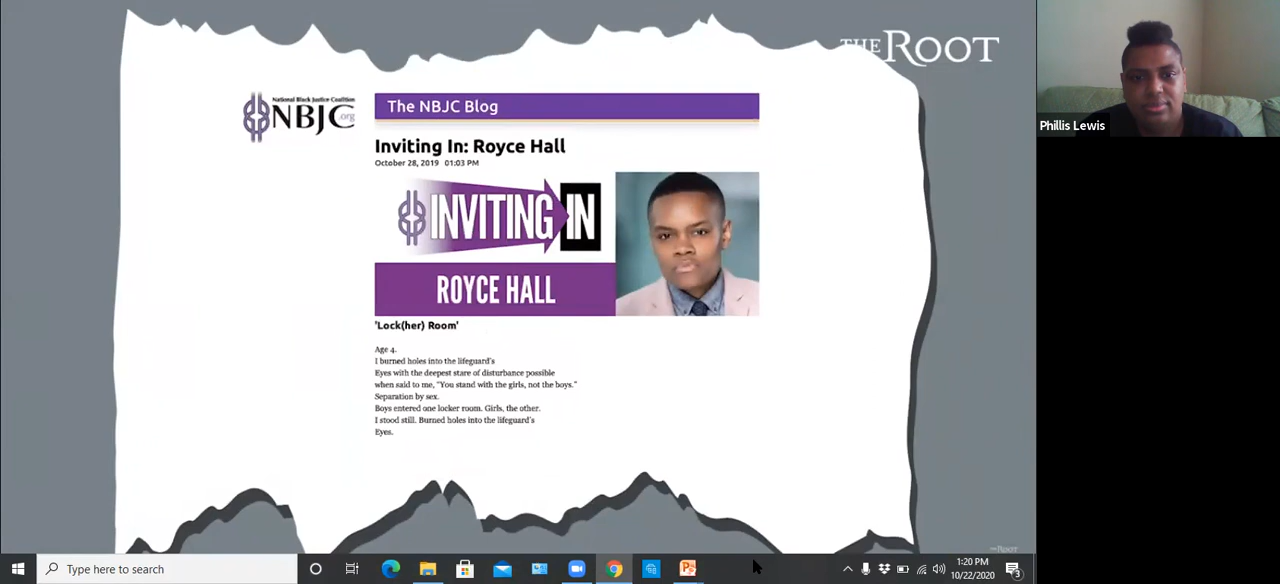 THE ROOT
National Black Justice Coalition
NBJC.org
The NBJC Blog
Inviting In: Royce Hall
October 28, 2019 01:03 PM
INVITING IN
ROYCE HALL
'Lock(her) Room'
Age 4.
I burned holes into the lifeguard's
Eyes with the deepest stare of disturbance possible
when said to me, "You stand with the girls, not the boys."
Separation by sex.
Boys entered one locker room. Girls, the other.
I stood still. Burned holes into the lifeguard's
Eyes.
THE ROOT
Phillis Lewis
Type here to search
1:20 PM
10/22/2020
3